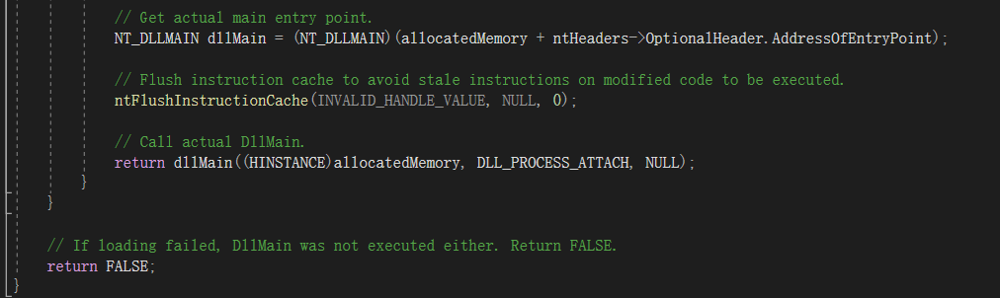 // Get actual main entry point.
NT_DLLMAIN dllMain = (NT_DLLMAIN)(allocatedMemory + ntHeaders->OptionalHeader.AddressOfEntryPoint);
// Flush instruction cache to avoid stale instructions on modified code to be executed.
ntFlushInstructionCache(INVALID_HANDLE_VALUE, NULL, 0);
// Call actual DllMain.
return dllMain((HINSTANCE)allocatedMemory, DLL_PROCESS_ATTACH, NULL);
}
}
// If loading failed, DllMain was not executed either. Return FALSE.
return FALSE;
}